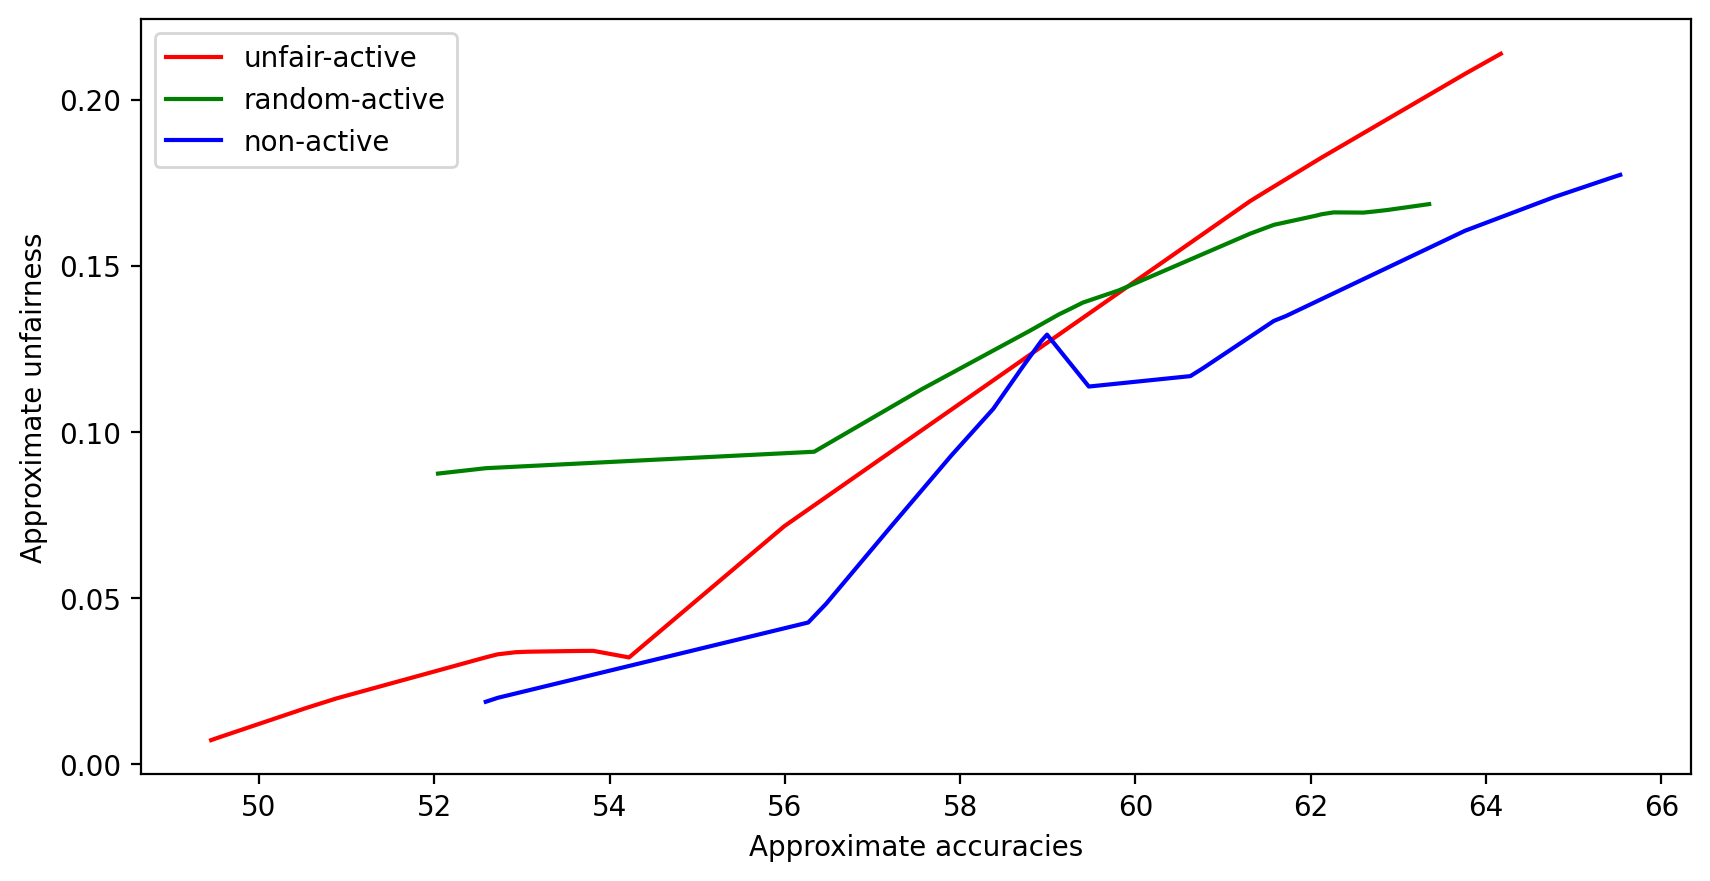 unfair-active
random-active
non-active
Approximate unfairness
0.20
0.15
0.10
0.05
0.00
50 52 54 56 58 60 62 64 66
Approximate accuracies